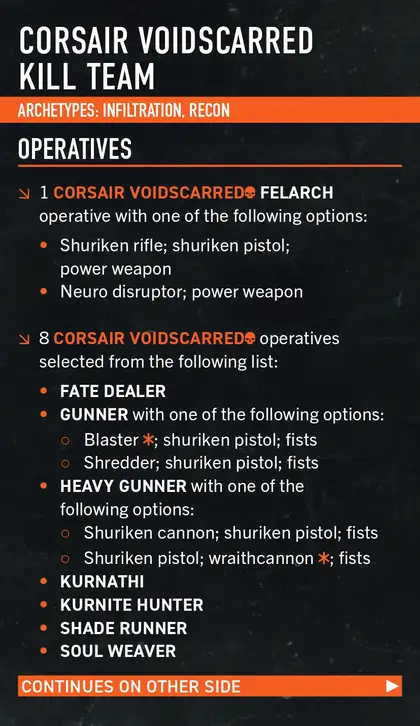 CORSAIR VOIDSCARRED
KILL TEAM
ARCHETYPES: INFILTRATION, RECON
OPERATIVES
↘ 1 CORSAIR VOIDSCARRED💀 FELARCH
operative with one of the following options:
• Shuriken rifle; shuriken pistol;
power weapon
• Neuro disruptor; power weapon
↘ 8 CORSAIR VOIDSCARRED💀 operatives
selected from the following list:
• FATE DEALER
• GUNNER with one of the following options:
○ Blaster *; shuriken pistol; fists
○ Shredder; shuriken pistol; fists
• HEAVY GUNNER with one of the
following options:
○ Shuriken cannon; shuriken pistol; fists
○ Shuriken pistol; wraithcannon *; fists
• KURNATHI
• KURNITE HUNTER
• SHADE RUNNER
• SOUL WEAVER
CONTINUES ON OTHER SIDE ▶